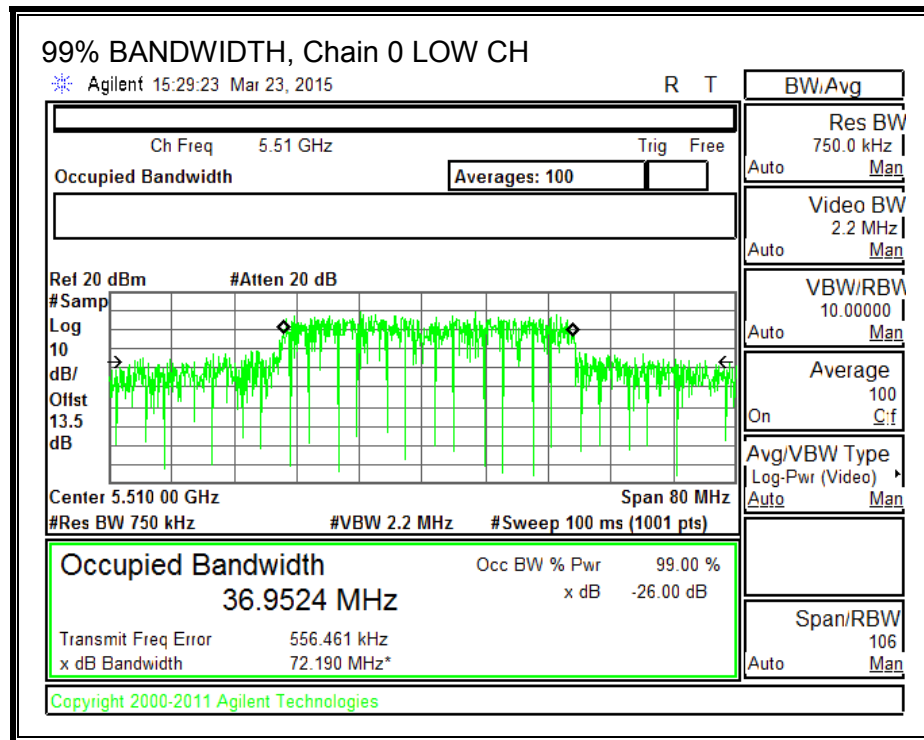 99% BANDWIDTH, Chain 0 LOW CH
Agilent 15:29:23 Mar 23, 2015 R T
Ch Freq 5.51 GHz Trig Free
Occupied Bandwidth Averages: 100
Ref 20 dBm #Atten 20 dB
#Samp
Log
10
dB/
Offst
13.5
dB
Center 5.510 00 GHz Span 80 MHz
#Res BW 750 kHz #VBW 2.2 MHz #Sweep 100 ms (1001 pts)
Occupied Bandwidth
36.9524 MHz
Occ BW % Pwr 99.00 %
x dB -26.00 dB
Transmit Freq Error 556.461 kHz
x dB Bandwidth 72.190 MHz*
Copyright 2000-2011 Agilent Technologies
BW/Avg
Res BW
750.0 kHz
Auto Man
Video BW
2.2 MHz
Auto Man
VBW/RBW
10.00000
Auto Man
Average
100
On
Avg/VBW Type
Log-Pwr (Video)
Auto Man
Span/RBW
106
Auto Man